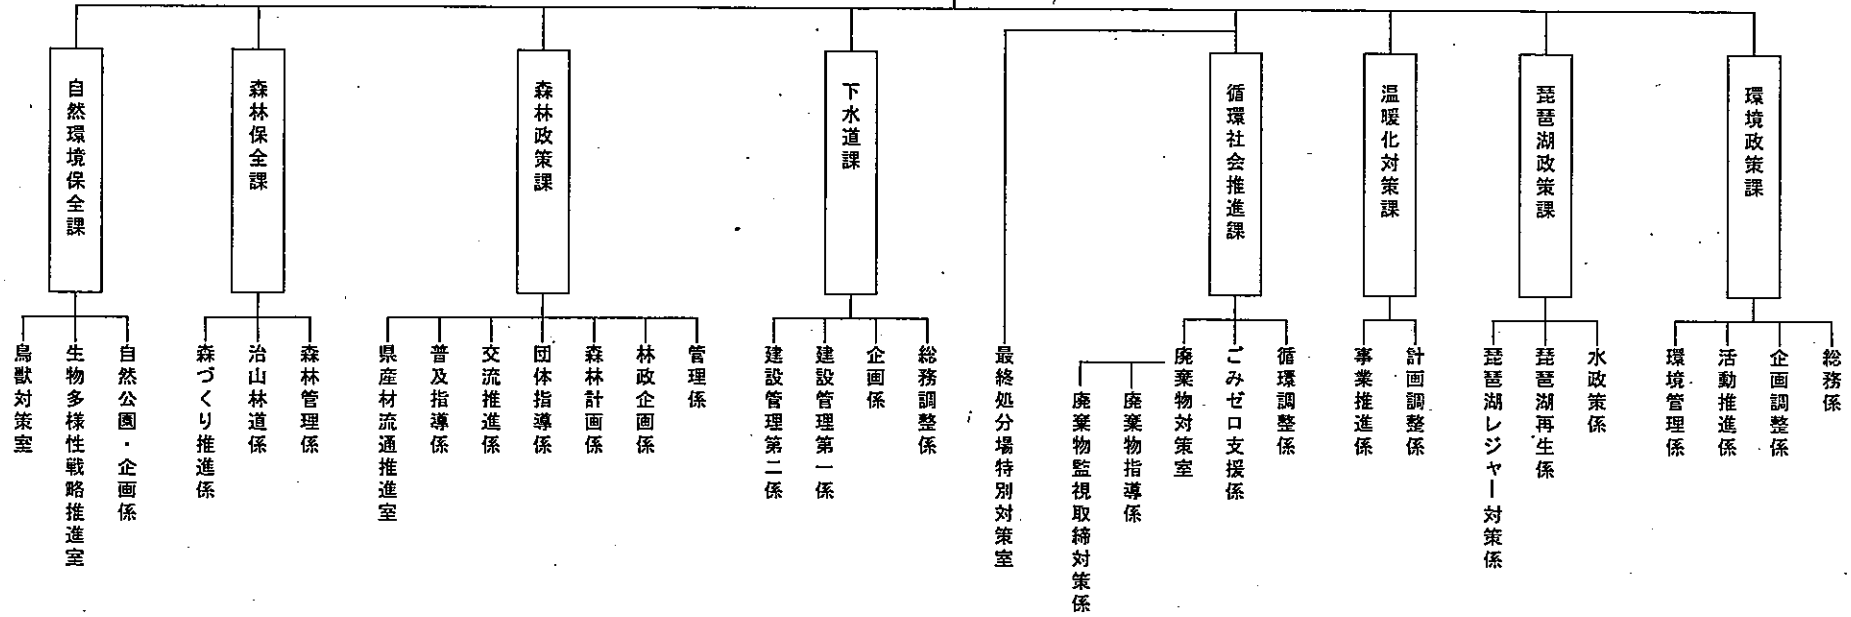 環境政策課
総務係
企画調整係
活動推進係
環境管理係
琵琶湖政策課
水政策係
琵琶湖再生係
琵琶湖レジャー対策係
温暖化対策課
計画調整係
事業推進係
循環社会推進課
循環調整係
ごみゼロ支援係
廃棄物対策室
廃棄物指導係
廃棄物監視取締対策係
最終処分場特別対策室
下水道課
総務調整係
企画係
建設管理第一係
建設管理第二係
森林政策課
管理係
林政企画係
森林計画係
団体指導係
交流推進係
普及指導係
県産材流通推進室
森林保全課
森林管理係
治山林道係
森づくり推進係
自然環境保全課
自然公園・企画係
生物多様性戦略推進室
鳥獣対策室